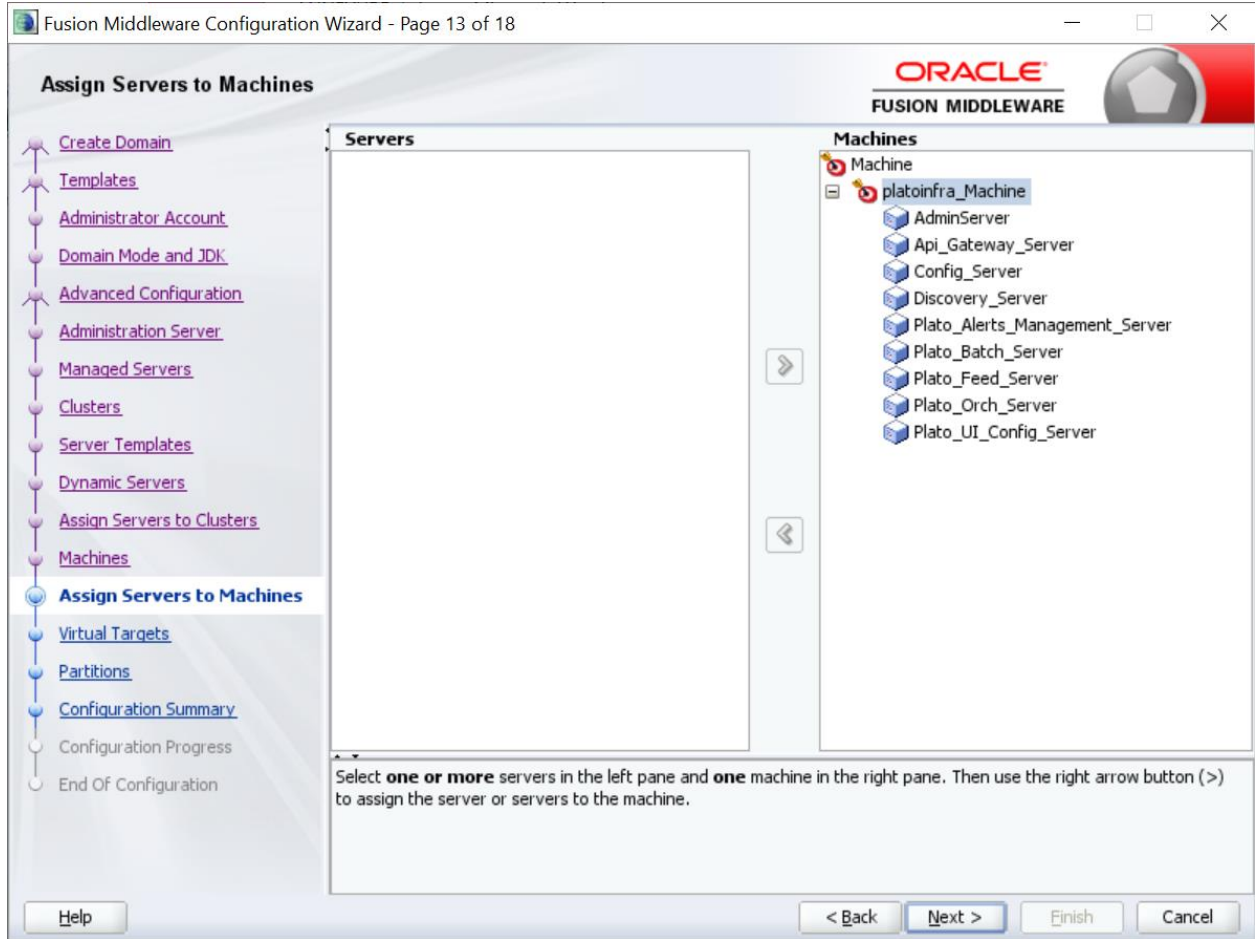 Fusion Middleware Configuration Wizard - Page 13 of 18
Assign Servers to Machines
ORACLE
FUSION MIDDLEWARE
Create Domain
Templates
Administrator Account
Domain Mode and JDK
Advanced Configuration
Administration Server
Managed Servers
Clusters
Server Templates
Dynamic Servers
Assign Servers to Clusters
Machines
Assign Servers to Machines
Virtual Targets
Partitions
Configuration Summary
Configuration Progress
End Of Configuration
Servers
Machines
Machine
platoinfra_Machine
AdminServer
Api_Gateway_Server
Config_Server
Discovery_Server
Plato_Alerts_Management_Server
Plato_Batch_Server
Plato_Feed_Server
Plato_Orch_Server
Plato_UI_Config_Server
Select one or more servers in the left pane and one machine in the right pane. Then use the right arrow button (>)
to assign the server or servers to the machine.
Help
< Back
Next >
Finish
Cancel